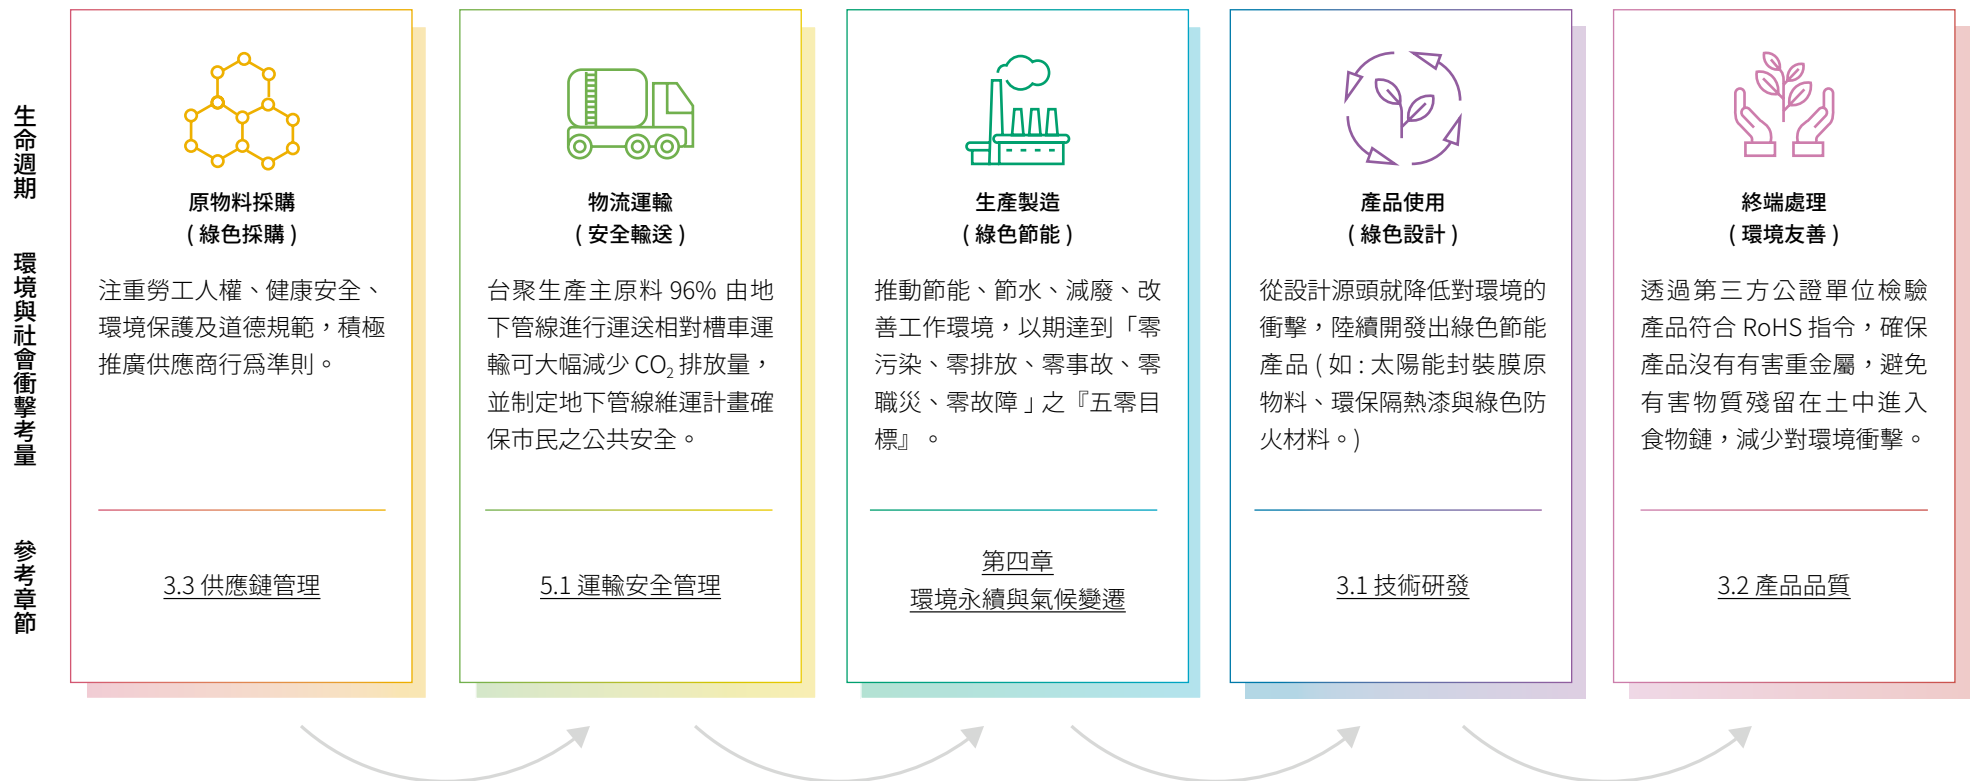 生命週期
環境與社會衝擊考量
參考章節
原物料採購
( 綠色採購 )
注重勞工人權、健康安全、
環境保護及道德規範，積極
推廣供應商行為準則。
3.3 供應鏈管理
物流運輸
( 安全輸送 )
台聚生產主原料 96% 由地
下管線進行運送相對槽車運
輸可大幅減少 CO₂ 排放量，
並制定地下管線維運計畫確
保市民之公共安全。
5.1 運輸安全管理
生產製造
( 綠色節能 )
推動節能、節水、減廢、改
善工作環境，以期達到「零
污染、零排放、零事故、零
職災、零故障」之『五零目
標』。
第四章
環境永續與氣候變遷
產品使用
( 綠色設計 )
從設計源頭就降低對環境的
衝擊，陸續開發出綠色節能
產品 ( 如 : 太陽能封裝膜原
物料、環保隔熱漆與綠色防
火材料。)
3.1 技術研發
終端處理
( 環境友善 )
透過第三方公證單位檢驗
產品符合 RoHS 指令，確保
產品沒有有害重金屬，避免
有害物質殘留在土中進入
食物鏈，減少對環境衝擊。
3.2 產品品質